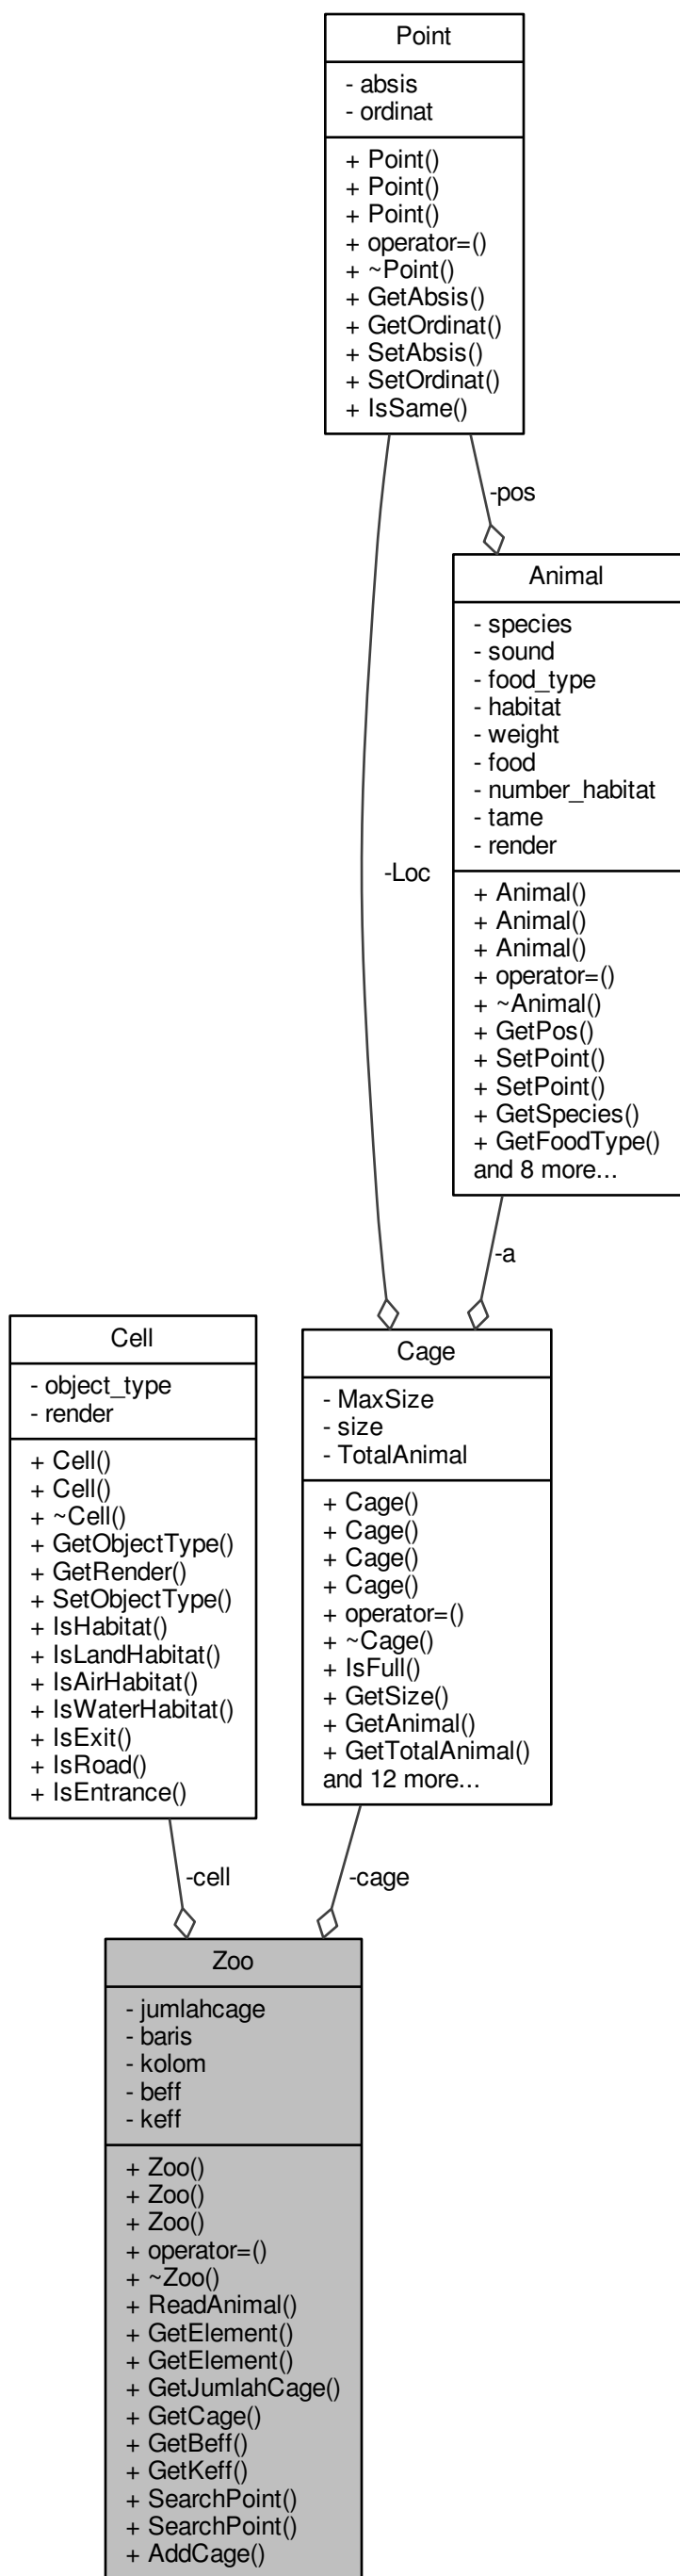 Point
- absis
- ordinat
+ Point()
+ Point()
+ Point()
+ operator=()
+ ~Point()
+ GetAbsis()
+ GetOrdinat()
+ SetAbsis()
+ SetOrdinat()
+ IsSame()
-pos
Animal
- species
- sound
- food_type
- habitat
- weight
- food
- number_habitat
- tame
- render
+ Animal()
+ Animal()
+ Animal()
+ operator=()
+ ~Animal()
+ GetPos()
+ SetPoint()
+ SetPoint()
+ GetSpecies()
+ GetFoodType()
and 8 more...
-Loc
-a
Cell
- object_type
- render
+ Cell()
+ Cell()
+ ~Cell()
+ GetObjectType()
+ GetRender()
+ SetObjectType()
+ IsHabitat()
+ IsLandHabitat()
+ IsAirHabitat()
+ IsWaterHabitat()
+ IsExit()
+ IsRoad()
+ IsEntrance()
Cage
- MaxSize
- size
- TotalAnimal
+ Cage()
+ Cage()
+ Cage()
+ Cage()
+ operator=()
+ ~Cage()
+ IsFull()
+ GetSize()
+ GetAnimal()
+ GetTotalAnimal()
and 12 more...
-cell
-cage
Zoo
- jumlahcage
- baris
- kolom
- beff
- keff
+ Zoo()
+ Zoo()
+ Zoo()
+ operator=()
+ ~Zoo()
+ ReadAnimal()
+ GetElement()
+ GetElement()
+ GetJumlahCage()
+ GetCage()
+ GetBeff()
+ GetKeff()
+ SearchPoint()
+ SearchPoint()
+ AddCage()